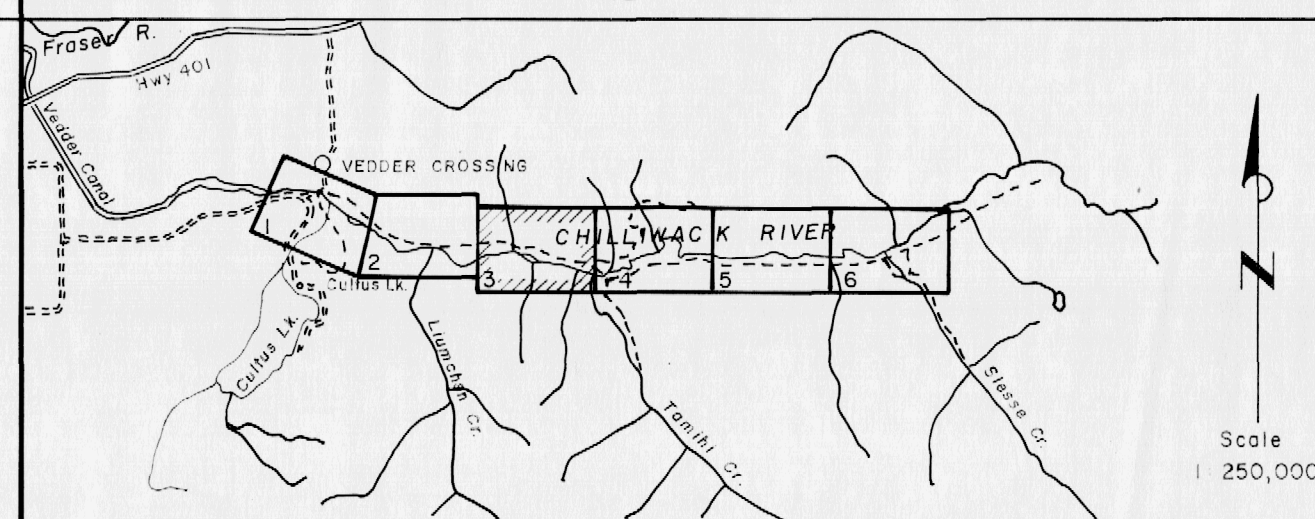 Fraser R.
Hwy 401
Vedder Canal
VEDDER CROSSING
CHILLIWACK RIVER
1
2
3
4
5
6
7
Cultus Lk.
Cultus Lk.
Liumchen Cr.
Tamihi Cr.
Slesse Cr.
N
Scale
1:250,000